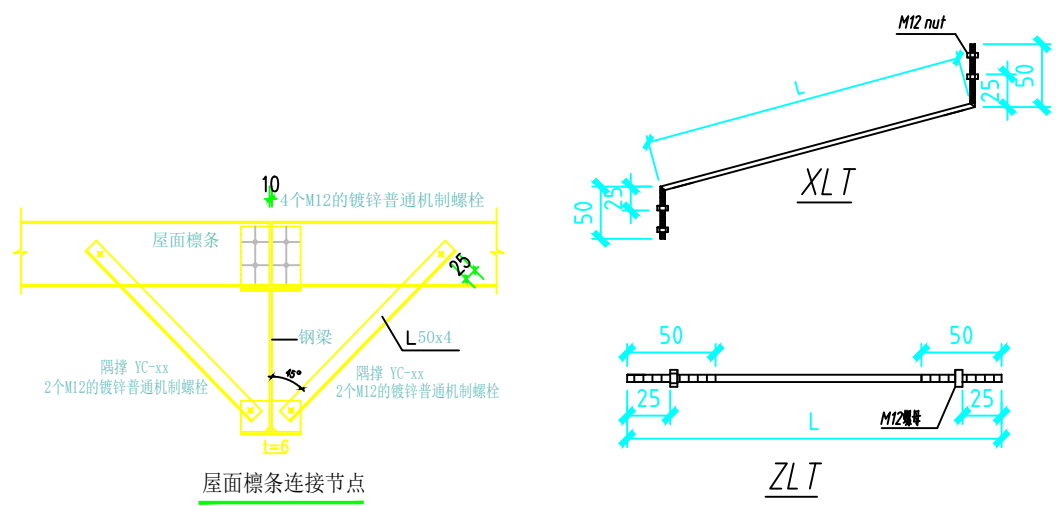 10
4个M12的镀锌普通机制螺栓
屋面檩条
25
钢梁
L50x4
45°
隅撑 YC-xx
2个M12的镀锌普通机制螺栓
隅撑 YC-xx
2个M12的镀锌普通机制螺栓
t=6
屋面檩条连接节点
M12 nut
L
25
50
50
25
XLT
50
50
25
25
M12螺母
L
ZLT